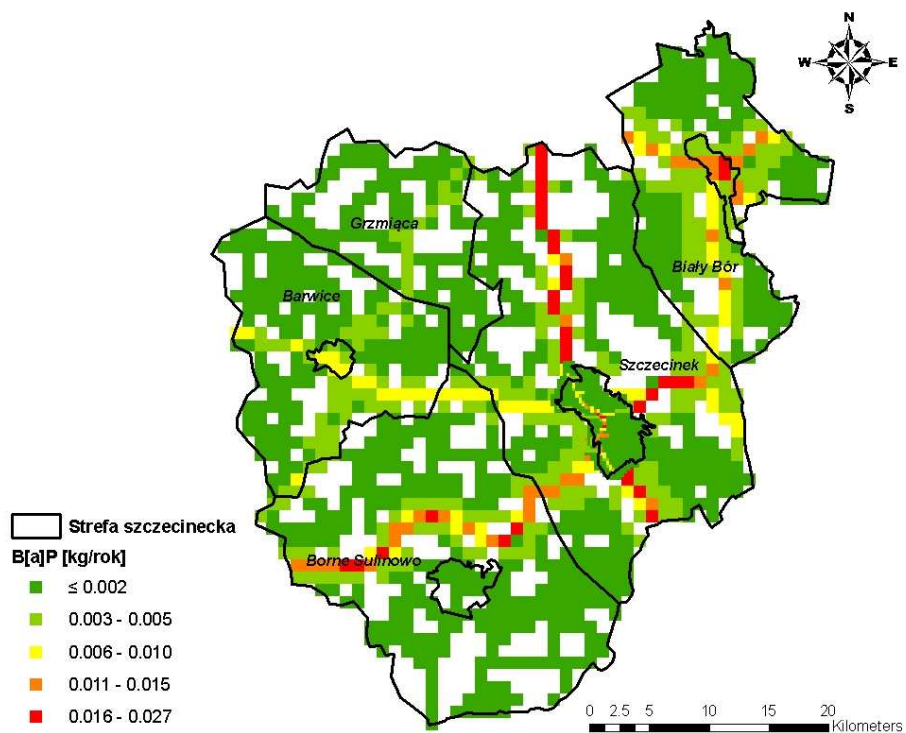 N
W E
S
Grzmiąca
Biały Bór
Barwice
Szczecinek
Borne Sulinowo
Strefa szczecinecka
B[a]P [kg/rok]
≤ 0.002
0.003 - 0.005
0.006 - 0.010
0.011 - 0.015
0.016 - 0.027
0 2.5 5 10 15 20
Kilometers